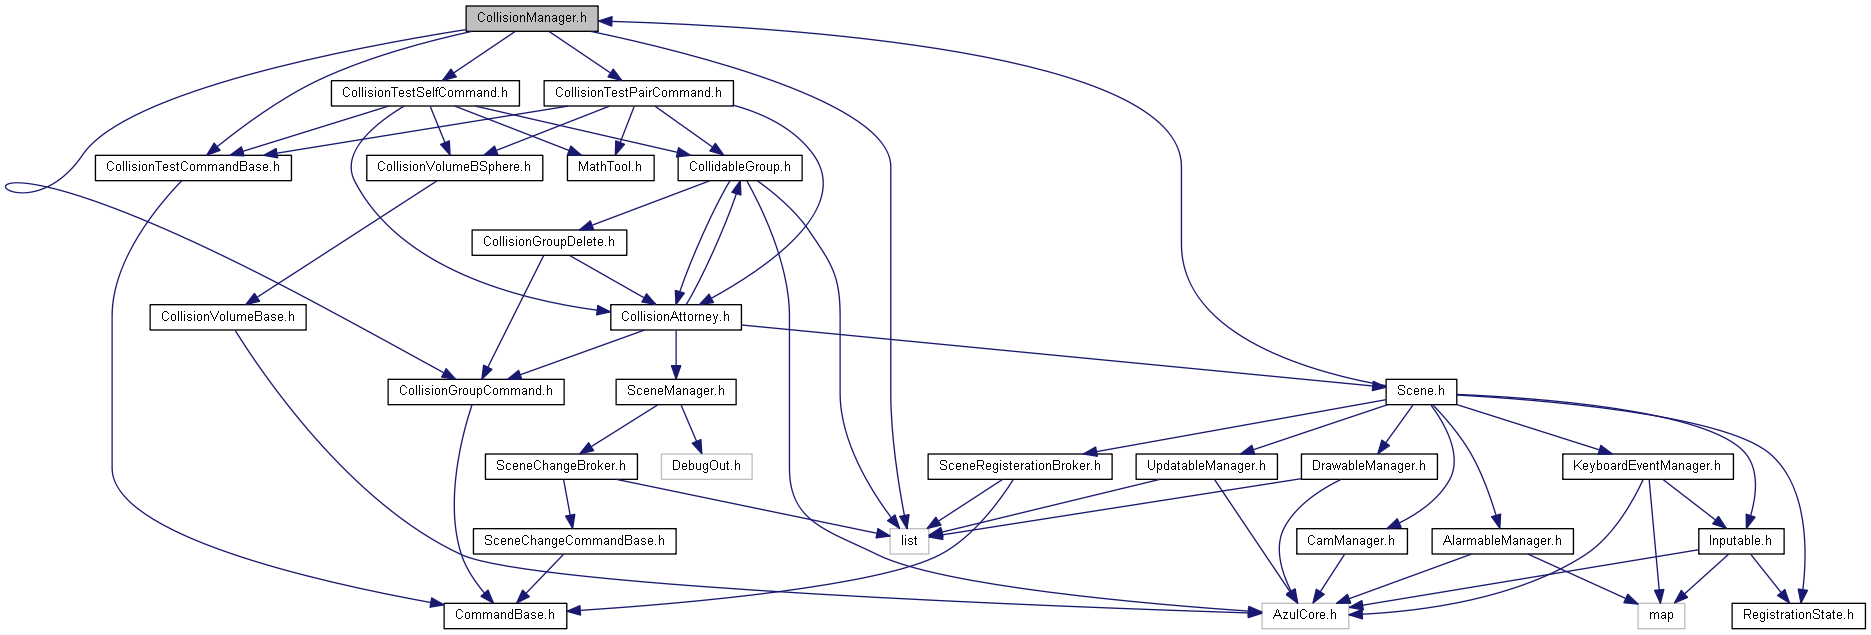 CollisionManager.h
CollisionTestSelfCommand.h
CollisionTestPairCommand.h
CollisionTestCommandBase.h
CollisionVolumeBSphere.h
MathTool.h
CollidableGroup.h
CollisionGroupDelete.h
CollisionVolumeBase.h
CollisionAttorney.h
CollisionGroupCommand.h
SceneManager.h
Scene.h
SceneChangeBroker.h
DebugOut.h
SceneRegisterationBroker.h
UpdatableManager.h
DrawableManager.h
KeyboardEventManager.h
SceneChangeCommandBase.h
list
CamManager.h
AlarmableManager.h
Inputable.h
CommandBase.h
AzulCore.h
map
RegistrationState.h